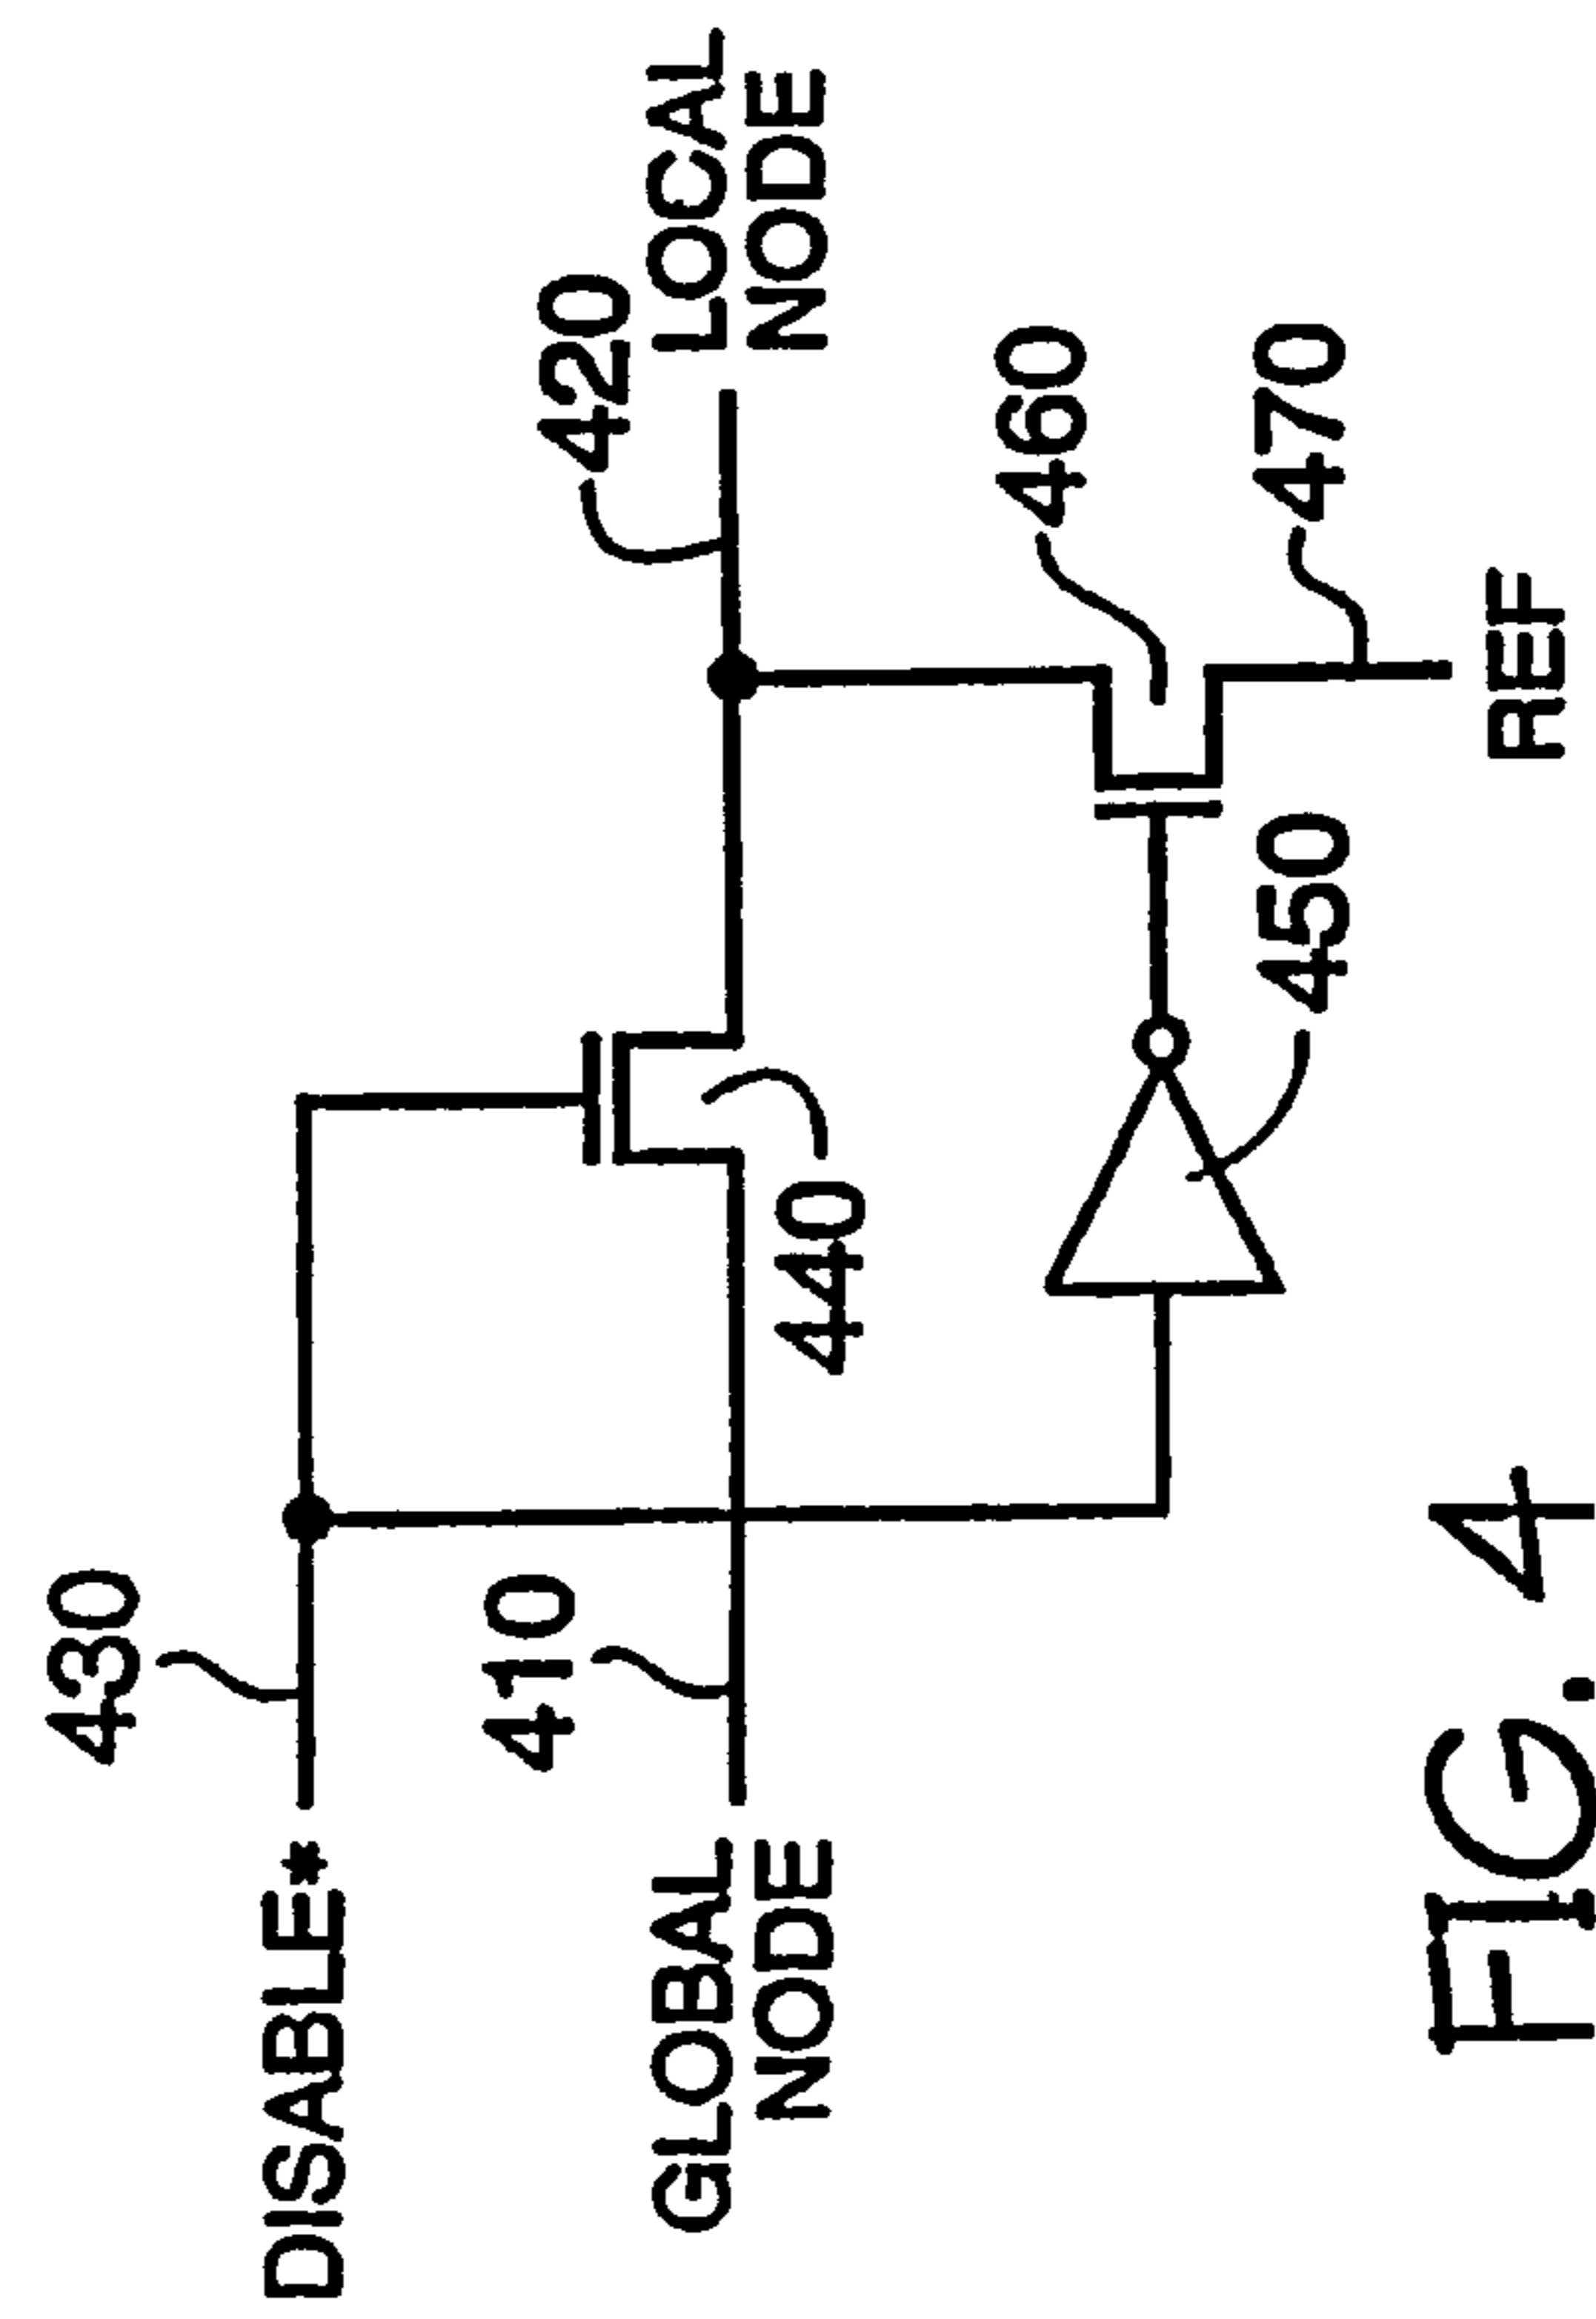 430
DISABLE*
420
410
LOCAL
NODE
GLOBAL
NODE
440
460
450
470
REF
FIG. 4